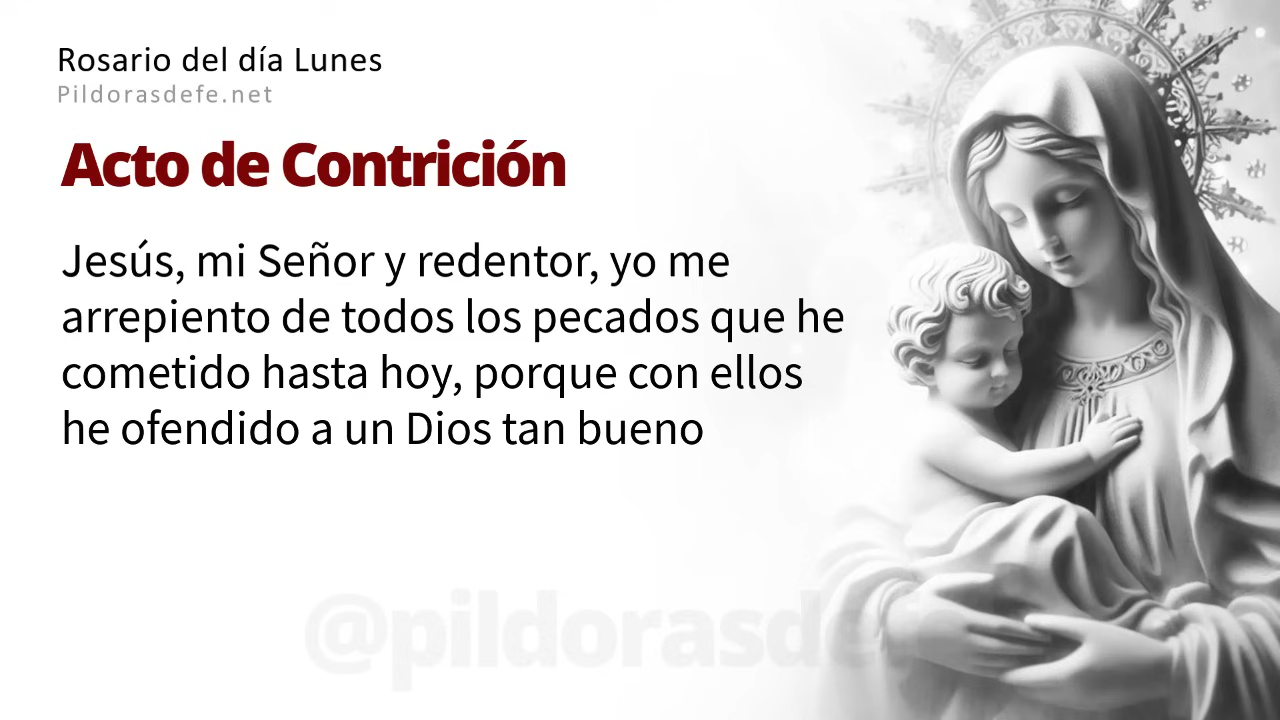 Rosario del día Lunes
Pildorasdefe.net
Acto de Contrición
Jesús, mi Señor y redentor, yo me
arrepiento de todos los pecados que he
cometido hasta hoy, porque con ellos
he ofendido a un Dios tan bueno
@pildorasdefe